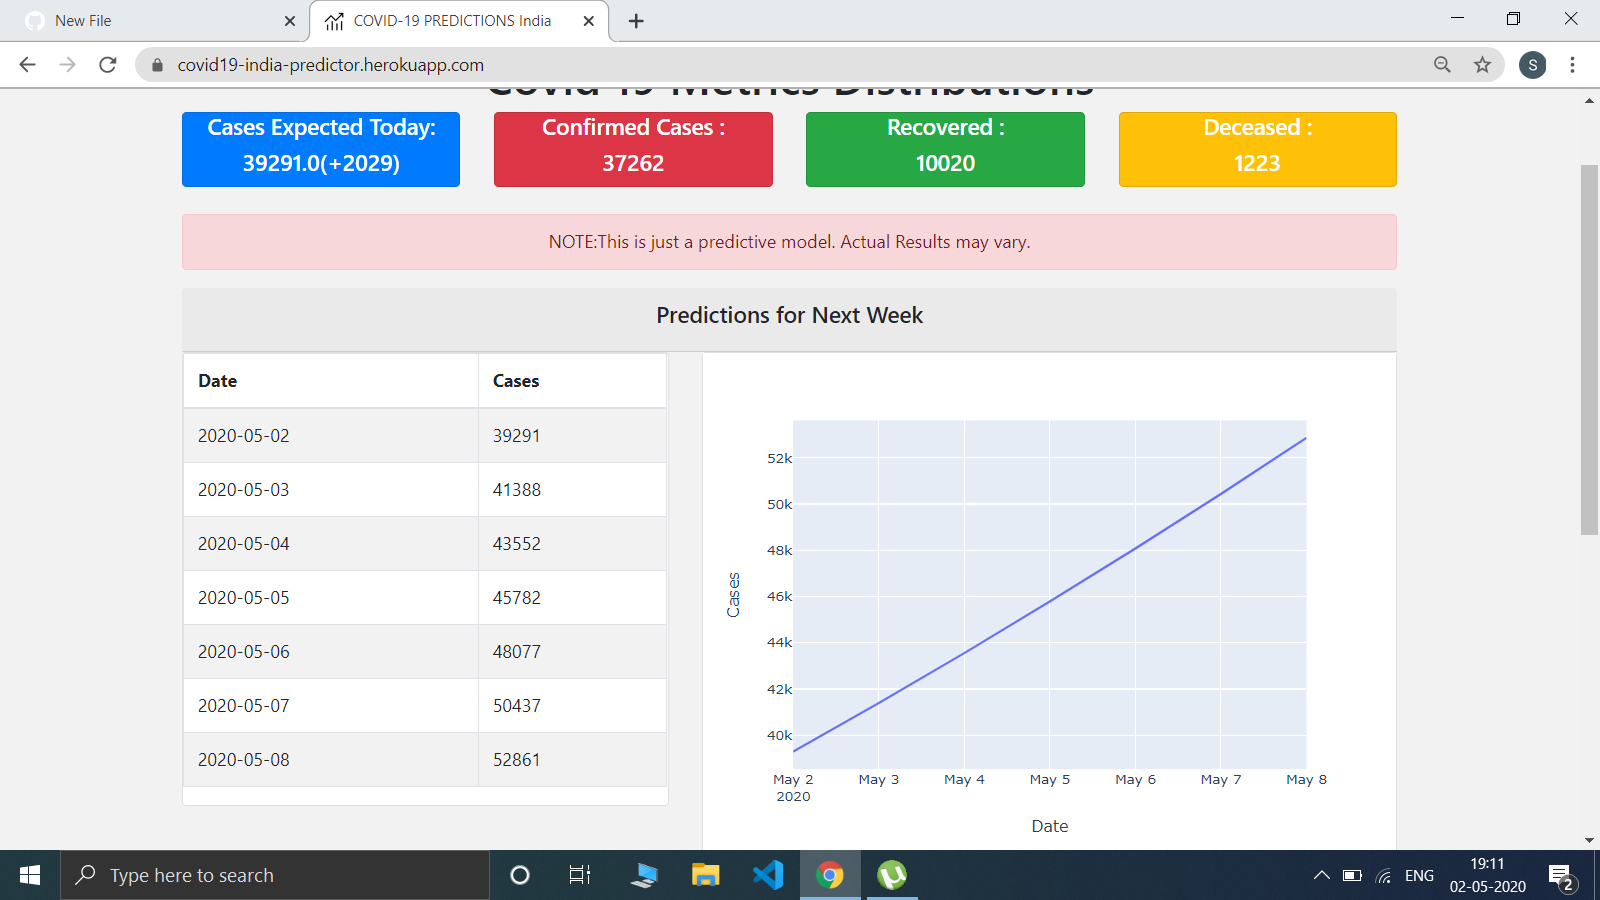 New File
COVID-19 PREDICTIONS India
covid19-india-predictor.herokuapp.com
S
Covid-19 Metrics Distributions
Cases Expected Today:
39291.0(+2029)
Confirmed Cases :
37262
Recovered :
10020
Deceased :
1223
NOTE:This is just a predictive model. Actual Results may vary.
Predictions for Next Week
Date Cases
2020-05-02 39291
2020-05-03 41388
2020-05-04 43552
2020-05-05 45782
2020-05-06 48077
2020-05-07 50437
2020-05-08 52861
52k
50k
48k
46k
44k
42k
40k
Cases
May 2 May 3 May 4 May 5 May 6 May 7 May 8
2020
Date
Type here to search
ENG
19:11
02-05-2020
2